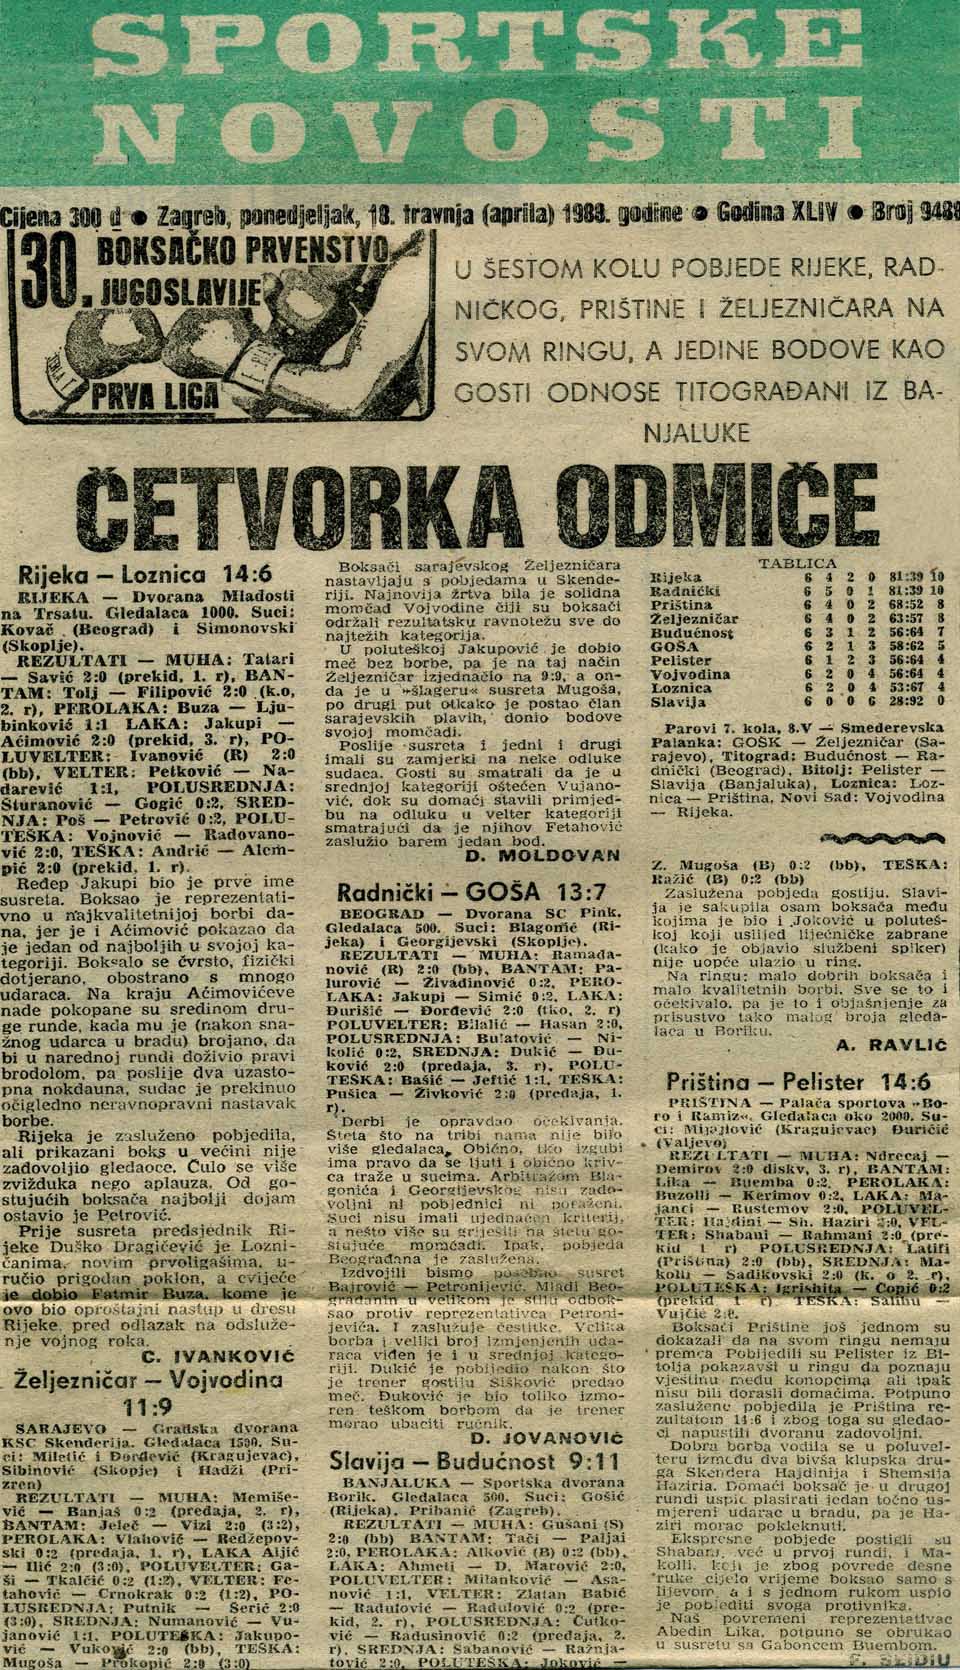 SPORTSKE
NOVOSTI
Cijena 300 d • Zagreb, ponedjeljak, 18. travnja (aprila) 1988. godine • Godina XLIV • Broj
30. BOKSAČKO PRVENSTVO
JUGOSLAVIJE
PRVA LIGA
U ŠESTOM KOLU POBJEDE RIJEKE, RAD-
NIČKOG, PRIŠTINE I ŽELJEZNIČARA NA
SVOM RINGU, A JEDINE BODOVE KAO
GOSTI ODNOSE TITOGRAĐANI IZ BA-
NJALUKE
ČETVORKA ODMIČE
Rijeka — Loznica 14:6
RIJEKA — Dvorana Mladosti
na Trsatu. Gledalaca 1000. Suci:
Kovač (Beograd) i Simonovski
(Skoplje).
REZULTATI — MUHA: Tatari
— Savić 2:0 (prekid, 1. r), BAN-
TAM: Tolj — Filipović 2:0 (k.o,
2. r), PEROLAKA: Buza — Lju-
binković 1:1 LAKA: Jakupi —
Aćimović 2:0 (prekid, 3. r), PO-
LUVELTER: Ivanović (R) 2:0
(bb), VELTER: Petković — Na-
darević 1:1, POLUSREDNJA:
Šturanović — Gogić 0:2, SRED-
NJA: Poš — Petrović 0:2, POLU-
TEŠKA: Vojnović — Radovano-
vić 2:0, TEŠKA: Andrić — Alem-
pić 2:0 (prekid, 1. r).
Ređep Jakupi bio je prvo ime
susreta. Boksao je reprezentati-
vno u najkvalitetnijoj borbi da-
na, jer je i Aćimović pokazao da
je jedan od najboljih u svojoj ka-
tegoriji. Boksalo se čvrsto, fizički
dotjerano, obostrano s mnogo
udaraca. Na kraju Aćimovićeve
nade pokopane su sredinom dru-
ge runde, kada mu je (nakon sna-
žnog udarca u bradu) brojano, da
bi u narednoj rundi doživio pravi
brodolom, pa poslije dva uzasto-
pna nokdauna, sudac je prekinuo
očigledno neravnopravni nastavak
borbe.
Rijeka je zasluženo pobjedila,
ali prikazani boks u većini nije
zadovoljio gledaoce. Čulo se više
zvižduka nego aplauza. Od go-
stujućih boksača najbolji dojam
ostavio je Petrović.
Prije susreta predsjednik Ri-
jeke Duško Dragičević je Lozni-
čanima, novim prvoligašima, u-
ručio prigodan poklon, a cvijeće
je dobio Fatmir Buza, kome je
ovo bio oproštajni nastup u dresu
Rijeke, pred odlazak na odsluže-
nje vojnog roka.
C. IVANKOVIĆ
Željezničar — Vojvodina
11:9
SARAJEVO — Gradska dvorana
KSC Skenderija. Gledalaca 1500. Su-
ci: Miletić i Đorđević (Kragujevac),
Sibinović (Skopje) i Hadži (Pri-
zren)
REZULTATI — MUHA: Memiše-
vić — Banjaš 0:2 (predaja, 2. r),
BANTAM: Jeleč — Vizi 2:0 (3:2),
PEROLAKA: Vlahović — Redžepov-
ski 0:2 (predaja, 1. r), LAKA Aljić
— Ilić 2:0 (3:0), POLUVELTER: Ga-
ši — Tkalčić 0:2 (1:2), VELTER: Fe-
tahović — Crnokrak 0:2 (1:2), PO-
LUSREDNJA: Putnik — Šerić 2:0
(3:0), SREDNJA: Numanović — Vu-
janović 1:1, POLUTEŠKA: Jakupo-
vić — Vukojić 2:0 (bb), TEŠKA:
Mugoša — Prokopić 2:0 (3:0)
Boksači sarajevskog Željezničara
nastavljaju s pobjedama u Skende-
riji. Najnovija žrtva bila je solidna
momčad Vojvodine čiji su boksači
održali rezultatsku ravnotežu sve do
najtežih kategorija.
U poluteškoj Jakupović je dobio
meč bez borbe, pa je na taj način
Željezničar izjednačio na 9:9, a on-
da je u »šlageru« susreta Mugoša,
po drugi put otkako je postao član
sarajevskih plavih, donio bodove
svojoj momčadi.
Poslije susreta i jedni i drugi
imali su zamjerki na neke odluke
sudaca. Gosti su smatrali da je u
srednjoj kategoriji oštećen Vujano-
vić, dok su domaći stavili primjed-
bu na odluku u velter kategoriji
smatrajući da je njihov Fetahović
zaslužio barem jedan bod.
D. MOLDOVAN
Radnički — GOŠA 13:7
BEOGRAD — Dvorana SC Pink.
Gledalaca 500. Suci: Blagonić (Ri-
jeka) i Georgijevski (Skoplje).
REZULTATI — MUHA: Ramada-
nović (R) 2:0 (bb), BANTAM: Pa-
lurović — Živadinović 0:2, PERO-
LAKA: Jakupi — Simić 0:2, LAKA:
Đurišić — Đorđević 2:0 (tko, 2. r)
POLUVELTER: Bilalić — Hasan 2:0,
POLUSREDNJA: Bulatović — Ni-
kolić 0:2, SREDNJA: Dukić — Đu-
ković 2:0 (predaja, 3. r), POLU-
TEŠKA: Bašić — Jeftić 1:1, TEŠKA:
Pušica — Živković 2:0 (predaja, 1.
r).
Derbi je opravdao očekivanja.
Šteta što na tribi nama nije bilo
više gledalaca. Obično, tko izgubi
ima pravo da se ljuti i obično kriv-
ca traže u sucima. Arbitražom Bla-
gonića i Georgijevskog nisu zado-
voljni ni pobjednici ni poraženi.
Suci nisu imali ujednačen kriterij,
a nešto više su griješili na štetu go-
stujuće momčadi. Ipak, pobjeda
Beograđana je zaslužena.
Izdvojili bismo posebno susret
Bajrović — Petronijević. Mladi Beo-
građanin u velikom je stilu odbok-
sao protiv reprezentativca Petroni-
jevića. I zaslužuje čestitke. Velika
borba i veliki broj izmjenjenih uda-
raca viđen je i u srednjoj katego-
riji. Dukić je pobijedio nakon što
je trener gostiju Šišković predao
meč. Đuković je bio toliko izmo-
ren teškom borbom da je trener
morao ubaciti ručnik.
D. JOVANOVIĆ
Slavija — Budućnost 9:11
BANJALUKA — Sportska dvorana
Borik. Gledalaca 500. Suci: Gošić
(Rijeka), Pribanić (Zagreb).
REZULTATI — MUHA: Gušani (S)
2:0 (bb) BANTAM: Tači — Paljai
2:0, PEROLAKA: Alković (B) 0:2 (bb),
LAKA: Ahmeti — D. Marović 2:0,
POLUVELTER: Milanković — Asa-
nović 1:1, VELTER: Zlatan Babić
— Radulović — Radulović 0:2 (pre-
kid, 2. r), POLUSREDNJA: Čutko-
vić — Radusinović 0:2 (predaja, 2.
r), SREDNJA: Šabanović — Ražnja-
tović 2:0, POLUTEŠKA: Joković —
TABLICA
Rijeka 6 4 2 0 81:39 10
Radnički 6 5 0 1 81:39 10
Priština 6 4 0 2 68:52 8
Željezničar 6 4 0 2 63:57 8
Budućnost 6 3 1 2 56:64 7
GOŠA 6 2 1 3 58:62 5
Pelister 6 1 2 3 56:64 4
Vojvodina 6 2 0 4 56:64 4
Loznica 6 2 0 4 53:67 4
Slavija 6 0 0 6 28:92 0
Parovi 7. kola, 8.V — Smederevska
Palanka: GOŠK — Željezničar (Sa-
rajevo), Titograd: Budućnost — Ra-
dnički (Beograd), Bitolj: Pelister —
Slavija (Banjaluka), Loznica: Loz-
nica — Priština, Novi Sad: Vojvodina
— Rijeka.
Z. Mugoša (B) 0:2 (bb), TEŠKA:
Ražić (B) 0:2 (bb)
Zaslužena pobjeda gostiju. Slavi-
ja je sakupila osam boksača među
kojima je bio i Joković u poluteš-
koj koji uslijed liječničke zabrane
(kako je objavio službeni spiker)
nije uopće ulazio u ring.
Na ringu: malo dobrih boksača i
malo kvalitetnih borbi. Sve se to i
očekivalo, pa je to i objašnjenje za
prisustvo tako malog broja gleda-
laca u Boriku.
A. RAVLIĆ
Priština — Pelister 14:6
PRIŠTINA — Palača sportova »Bo-
ro i Ramiz«. Gledalaca oko 2000. Su-
ci: Mijajlović (Kragujevac) Đuričić
(Valjevo)
REZULTATI — MUHA: Ndrecaj —
Demirov 2:0 diskv, 3. r), BANTAM:
Lika — Buemba 0:2, PEROLAKA:
Buzolli — Kerimov 0:2, LAKA: Ma-
janci — Rustemov 2:0, POLUVEL-
TER: Hajdini — Sh. Haziri 2:0, VEL-
TER: Shabani — Rahmani 2:0 (pre-
kid 1 r) POLUSREDNJA: Latifi
(Priština) 2:0 (bb), SREDNJA: Ma-
kolli — Sadikovski 2:0 (k. o 2. r),
POLUTEŠKA: Igrishita — Čopić 0:2
(prekid 1 r) TEŠKA: Salihu —
Vujčić
Boksači Prištine još jednom su
dokazali da na svom ringu nemaju
premca Pobijedili su Pelister iz Bi-
tolja pokazavši u ringu da poznaju
vještinu među konopcima ali ipak
nisu bili dorasli domaćima. Potpuno
zasluženo pobjedila je Priština re-
zultatom 14:6 i zbog toga su gledao-
ci napustili dvoranu zadovoljni.
Dobra borba vodila se u poluvel-
teru između dva bivša klupska dru-
ga Skendera Hajdinija i Shemsija
Haziria. Domaći boksač je u drugoj
rundi uspio plasirati jedan točno us-
mjereni udarac u bradu, pa je Ha-
ziri morao pokleknuti.
Ekspresne pobjede postigli su
Shabani, već u prvoj rundi, i Ma-
kolli. koji je zbog povrede desne
ruke cijelo vrijeme boksao samo s
lijevom, a i s jednom rukom uspio
je pobijediti svoga protivnika.
Naš povremeni reprezentativac
Abedin Lika, potpuno se obrukao
u susretu sa Gaboncem Buembom.
F. SEJDIU